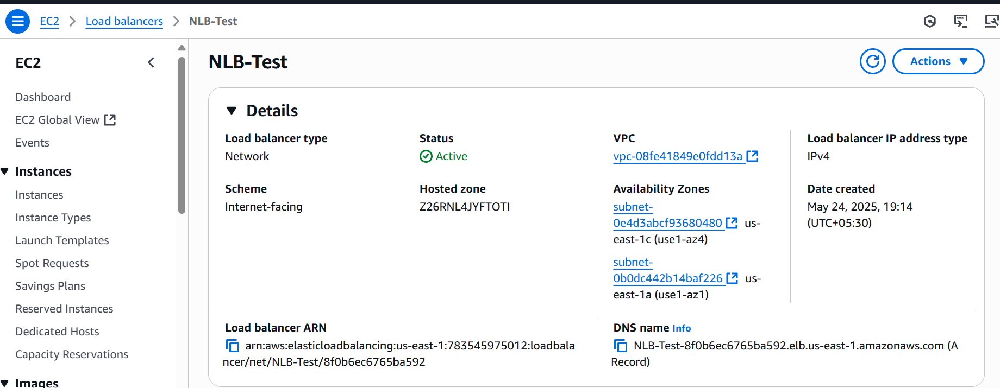 EC2 > Load balancers > NLB-Test
EC2
Dashboard
EC2 Global View
Events
Instances
Instances
Instance Types
Launch Templates
Spot Requests
Savings Plans
Reserved Instances
Dedicated Hosts
Capacity Reservations
Images
NLB-Test
Actions
Details
Load balancer type
Network
Status
Active
VPC
vpc-08fe41849e0fdd13a
Load balancer IP address type
IPv4
Scheme
Internet-facing
Hosted zone
Z26RNL4JYFTOTI
Availability Zones
subnet-
0e4d3abcf93680480 us-
east-1c (use1-az4)
subnet-
0b0dc442b14baf226 us-
east-1a (use1-az1)
Date created
May 24, 2025, 19:14
(UTC+05:30)
Load balancer ARN
arn:aws:elasticloadbalancing:us-east-1:783545975012:loadbala
ncer/net/NLB-Test/8f0b6ec6765ba592
DNS name Info
NLB-Test-8f0b6ec6765ba592.elb.us-east-1.amazonaws.com (A
Record)